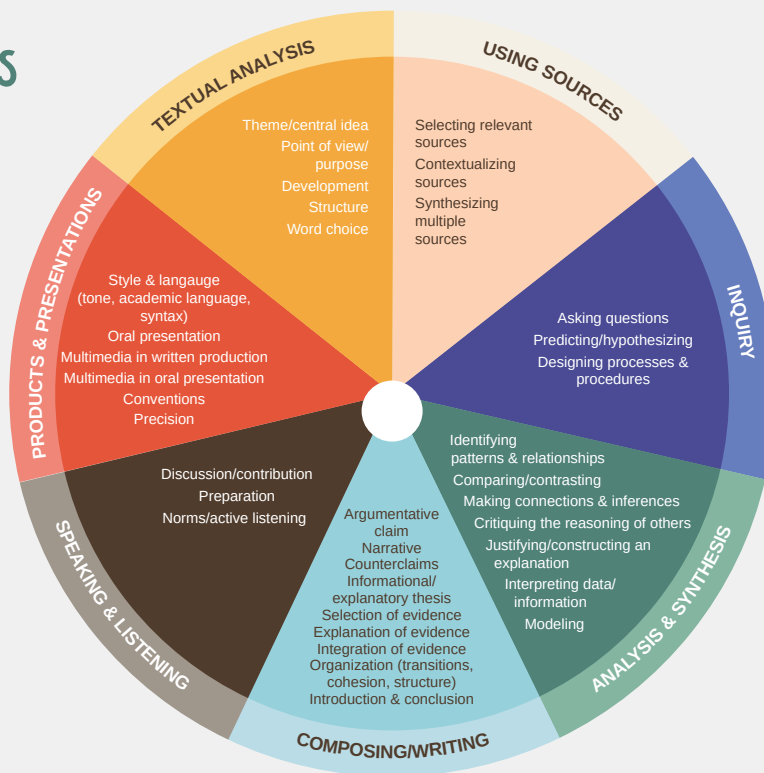 S
TEXTUAL ANALYSIS
Theme/central idea
Point of view/
purpose
Development
Structure
Word choice
USING SOURCES
Selecting relevant
sources
Contextualizing
sources
Synthesizing
multiple
sources
INQUIRY
Asking questions
Predicting/hypothesizing
Designing processes &
procedures
ANALYSIS & SYNTHESIS
Identifying
patterns & relationships
Comparing/contrasting
Making connections & inferences
Critiquing the reasoning of others
Justifying/constructing an
explanation
Interpreting data/
information
Modeling
COMPOSING/WRITING
Argumentative
claim
Narrative
Counterclaims
Informational/
explanatory thesis
Selection of evidence
Explanation of evidence
Integration of evidence
Organization (transitions,
cohesion, structure)
Introduction & conclusion
SPEAKING & LISTENING
Discussion/contribution
Preparation
Norms/active listening
PRODUCTS & PRESENTATIONS
Style & langauge
(tone, academic language,
syntax)
Oral presentation
Multimedia in written production
Multimedia in oral presentation
Conventions
Precision